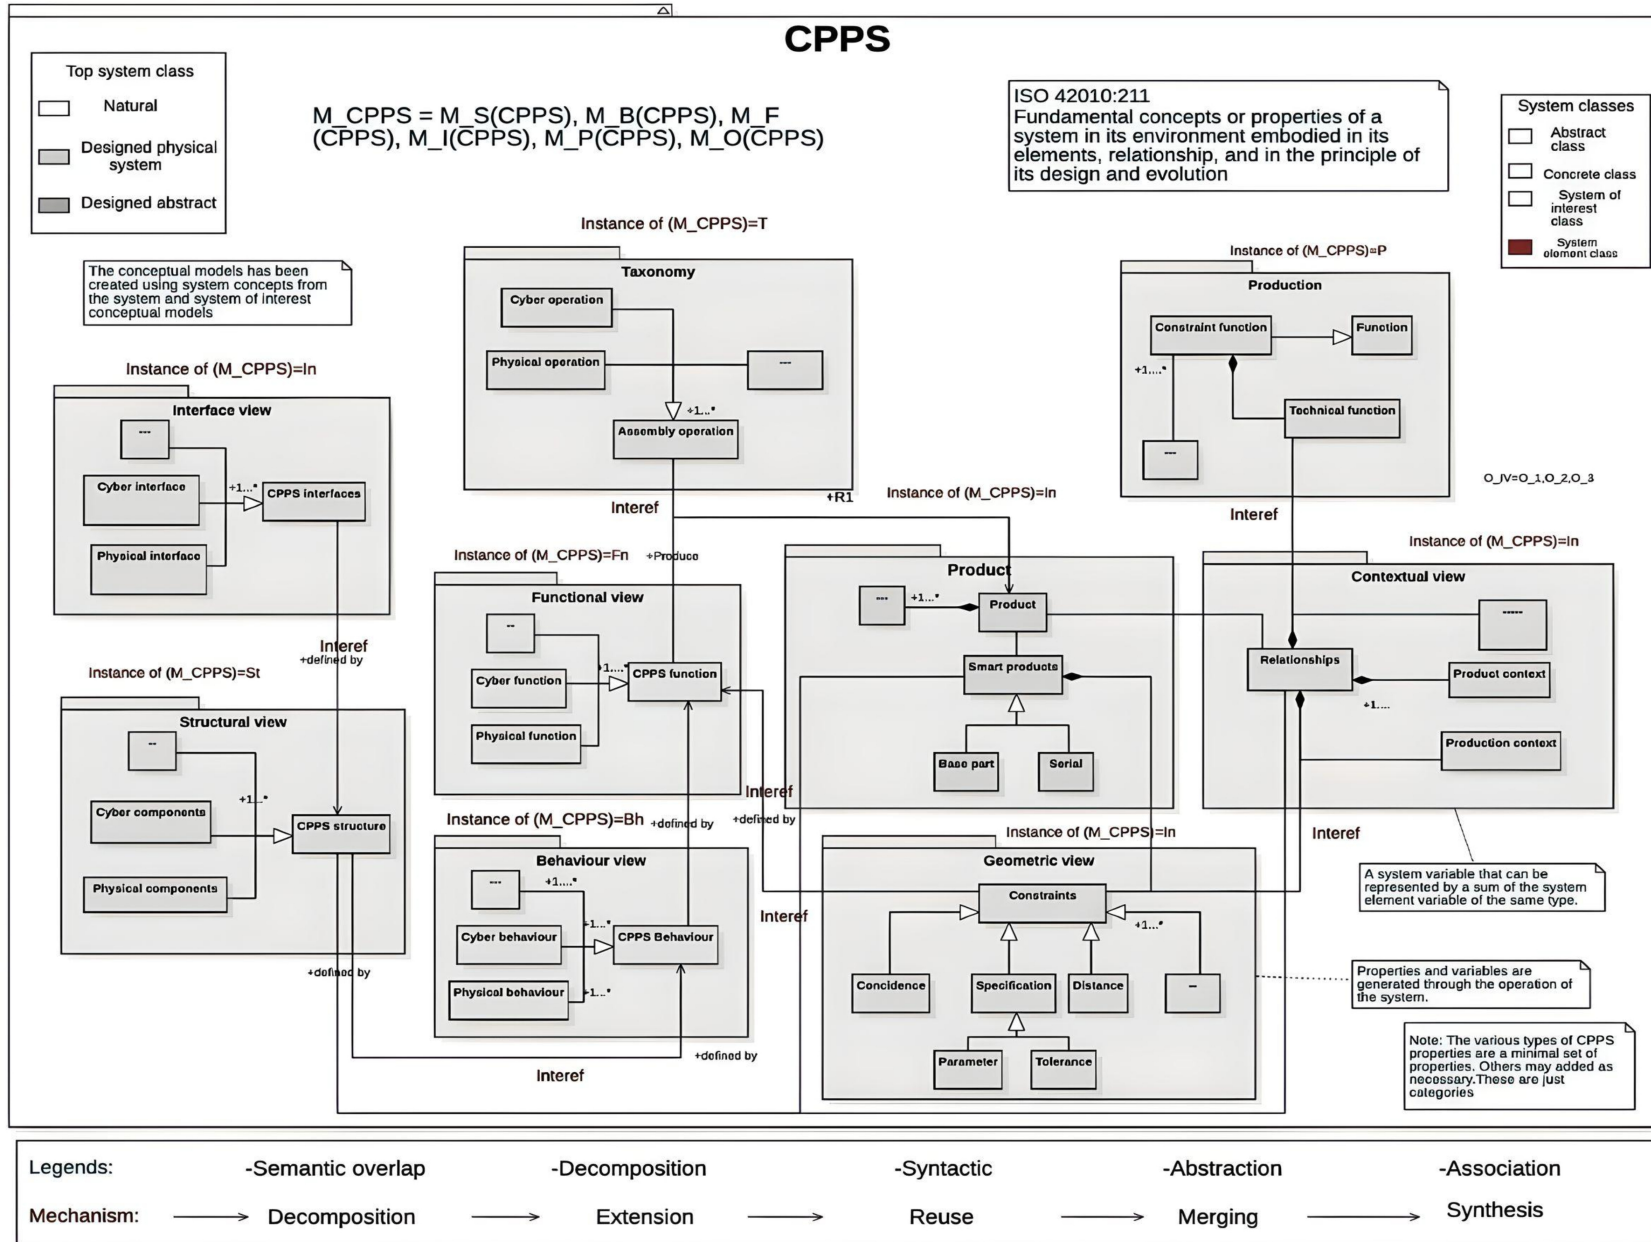 CPPS
Top system class
Natural
Designed physical
system
Designed abstract
M_CPPS = M_S(CPPS), M_B(CPPS), M_F
(CPPS), M_I(CPPS), M_P(CPPS), M_O(CPPS)
ISO 42010:211
Fundamental concepts or properties of a
system in its environment embodied in its
elements, relationship, and in the principle of
its design and evolution
System classes
Abstract
class
Concrete class
System of
interest
class
System
element class
The conceptual models has been
created using system concepts from
the system and system of interest
conceptual models
Instance of (M_CPPS)=T
Taxonomy
Cyber operation
Physical operation
---
+1...*
Assembly operation
+R1
Interef
+Produce
Instance of (M_CPPS)=P
Production
Constraint function
Function
+1....*
Technical function
---
Interef
O_IV=O_1,O_2,O_3
Instance of (M_CPPS)=In
Interface view
---
Cyber interface
+1...*
CPPS interfaces
Physical interface
Interef
+defined by
Instance of (M_CPPS)=St
Structural view
--
Cyber components
+1...*
CPPS structure
Physical components
+defined by
Instance of (M_CPPS)=Fn
Functional view
--
Cyber function
+1....*
CPPS function
Physical function
Instance of (M_CPPS)=Bh
+defined by
Interef
+defined by
Behaviour view
---
+1....*
Cyber behaviour
+1...*
CPPS Behaviour
Physical behaviour
+1...*
+defined by
Interef
Interef
Instance of (M_CPPS)=In
Product
---
+1...*
Product
Smart products
Base part
Serial
Instance of (M_CPPS)=In
Contextual view
-----
Relationships
Product context
+1....
Production context
Interef
Instance of (M_CPPS)=In
Geometric view
Constraints
+1...*
Concidence
Specification
Distance
--
Parameter
Tolerance
A system variable that can be
represented by a sum of the system
element variable of the same type.
Properties and variables are
generated through the operation of
the system.
Note: The various types of CPPS
properties are a minimal set of
properties. Others may added as
necessary.These are just
categories
Legends: -Semantic overlap -Decomposition -Syntactic -Abstraction -Association
Mechanism: Decomposition Extension Reuse Merging Synthesis